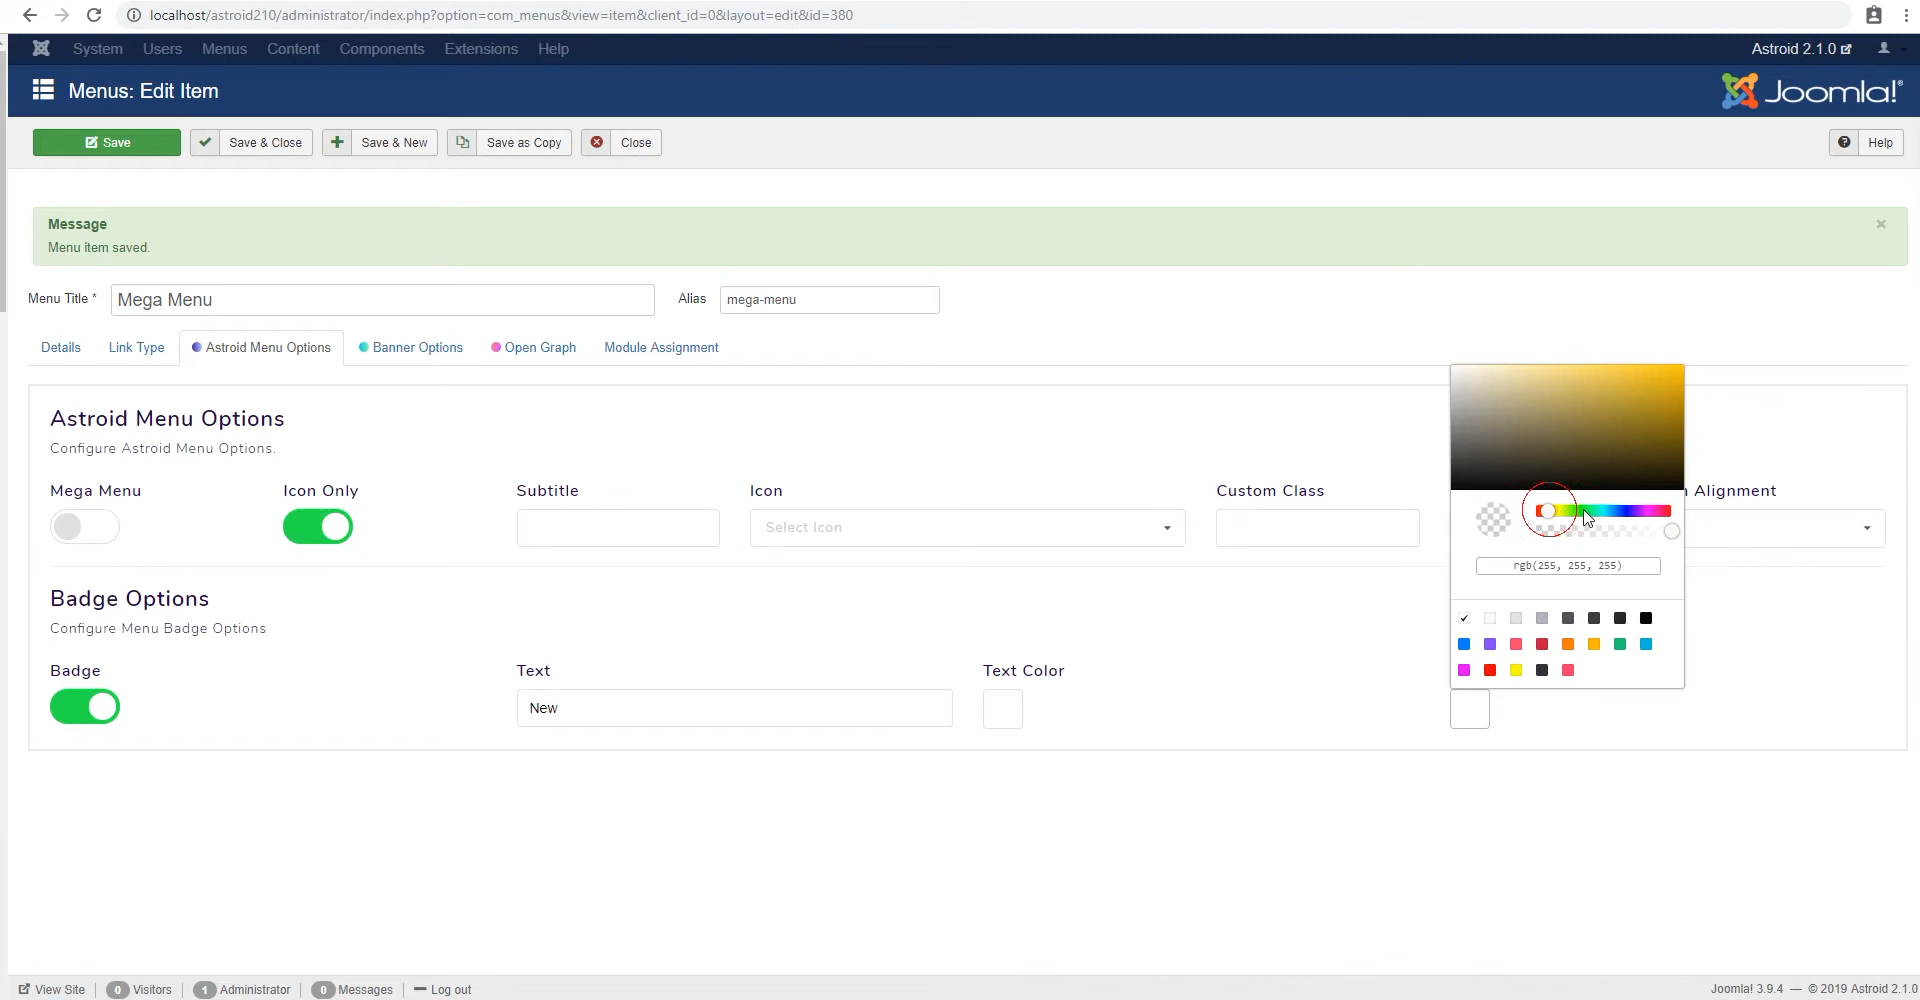 localhost/astroid210/administrator/index.php?option=com_menus&view=item&client_id=0&layout=edit&id=380
System Users Menus Content Components Extensions Help Astroid 2.1.0
Menus: Edit Item Joomla!®
Save Save & Close Save & New Save as Copy Close Help
Message
Menu item saved.
Menu Title * Mega Menu Alias mega-menu
Details Link Type Astroid Menu Options Banner Options Open Graph Module Assignment
Astroid Menu Options
Configure Astroid Menu Options.
Mega Menu Icon Only Subtitle Icon Custom Class Alignment
Select Icon
rgb(255, 255, 255)
Badge Options
Configure Menu Badge Options
Badge Text Text Color
New
View Site 0 Visitors 1 Administrator 0 Messages Log out Joomla! 3.9.4 — © 2019 Astroid 2.1.0